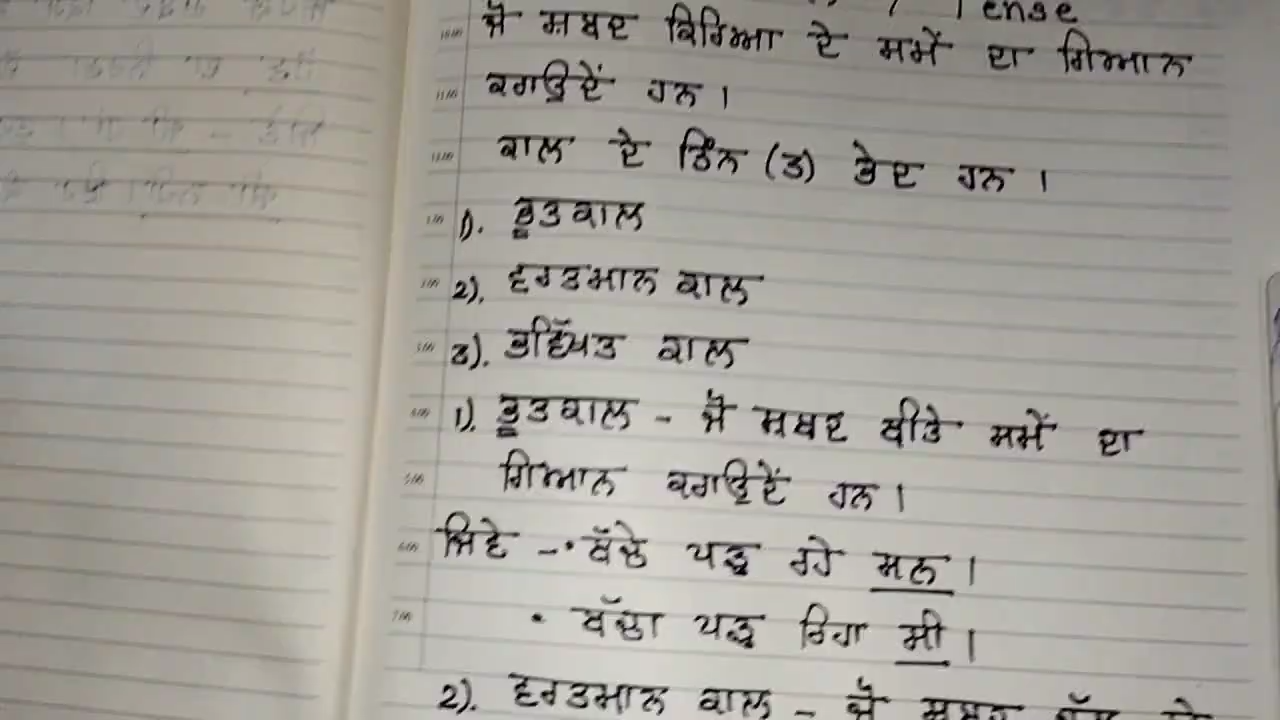 Tense
ਜੋ ਸ਼ਬਦ ਕਿਰਿਆ ਦੇ ਸਮੇਂ ਦਾ ਗਿਆਨ
ਕਰਾਉਂਦੇਂ ਹਨ।
ਕਾਲ ਦੇ ਤਿੰਨ (3) ਭੇਦ ਹਨ।
1). ਭੂਤਕਾਲ
2). ਵਰਤਮਾਨ ਕਾਲ
3). ਭਵਿੱਖਤ ਕਾਲ
1). ਭੂਤਕਾਲ - ਜੋ ਸ਼ਬਦ ਬੀਤੇ ਸਮੇਂ ਦਾ
ਗਿਆਨ ਕਰਾਉਂਦੇਂ ਹਨ।
ਜਿਵੇ - • ਬੱਚੇ ਪੜ੍ਹ ਰਹੇ ਸਨ।
• ਬੱਚਾ ਪੜ੍ਹ ਰਿਹਾ ਸੀ।
2). ਵਰਤਮਾਨ ਕਾਲ - ਜੋ ਸ਼ਬਦ